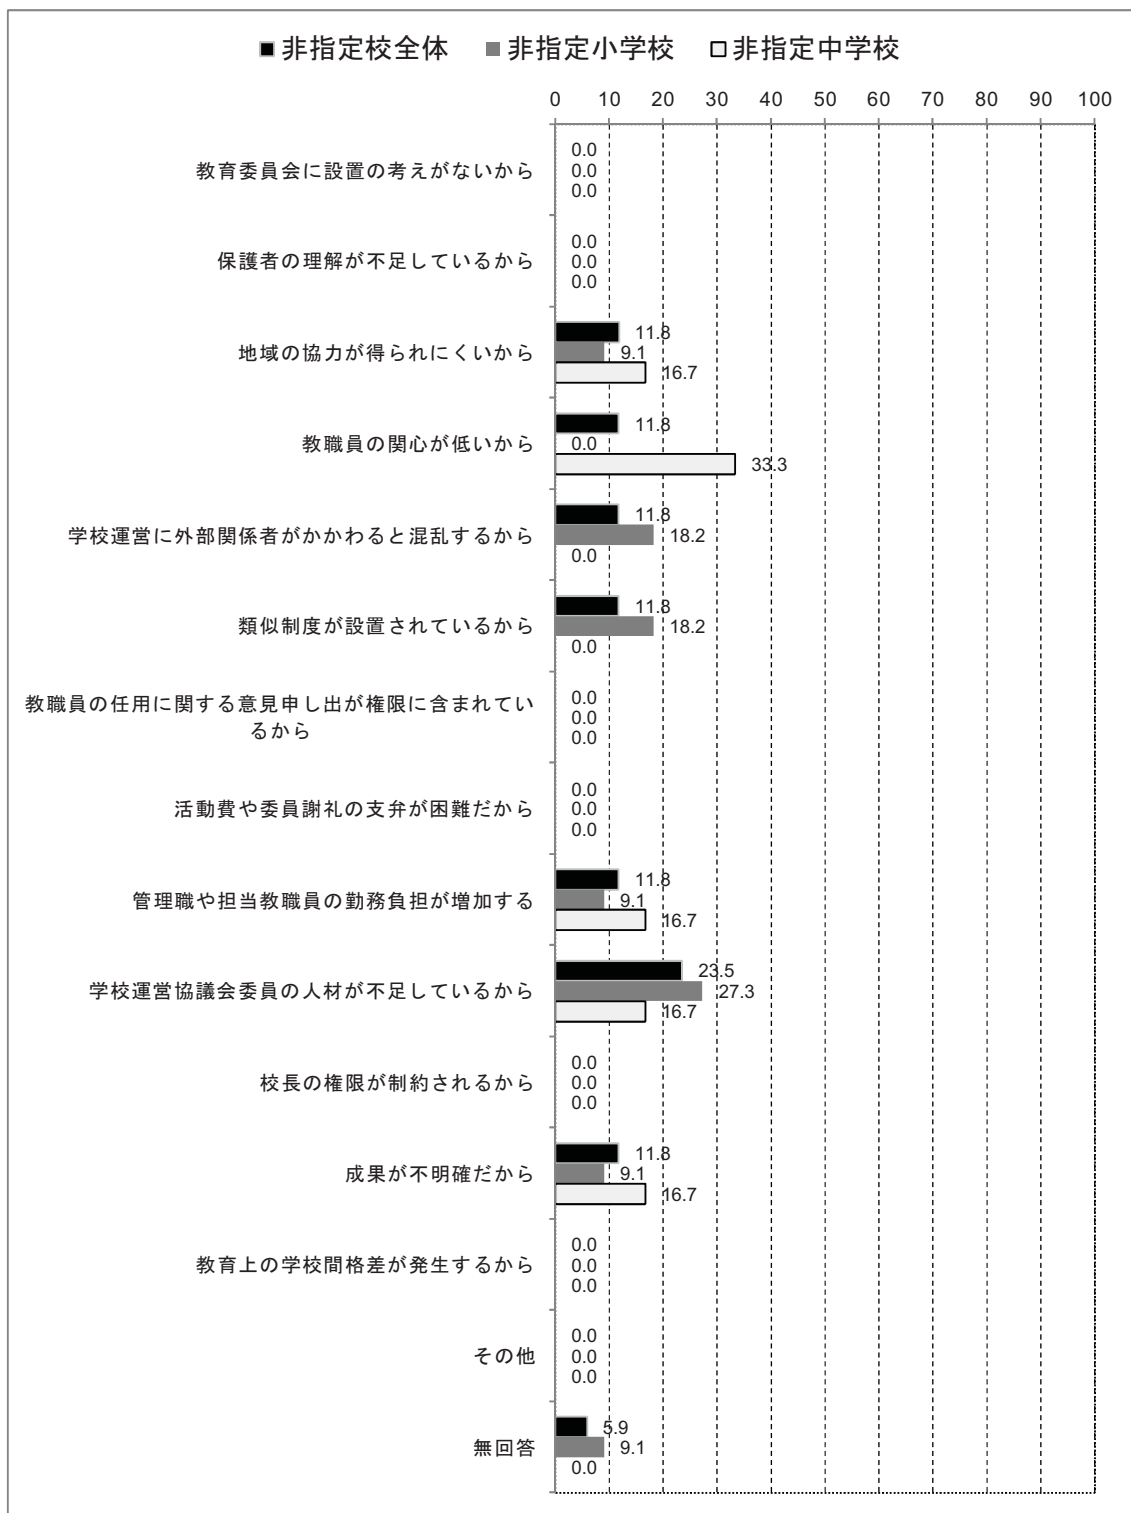 ■非指定校全体 ■非指定小学校 □非指定中学校
0 10 20 30 40 50 60 70 80 90 100
教育委員会に設置の考えがないから
0.0
0.0
0.0
保護者の理解が不足しているから
0.0
0.0
0.0
地域の協力が得られにくいから
11.8
9.1
16.7
教職員の関心が低いから
11.8
0.0
33.3
学校運営に外部関係者がかかわると混乱するから
11.8
18.2
0.0
類似制度が設置されているから
11.8
18.2
0.0
教職員の任用に関する意見申し出が権限に含まれてい
るから
0.0
0.0
0.0
活動費や委員謝礼の支弁が困難だから
0.0
0.0
0.0
管理職や担当教職員の勤務負担が増加する
11.8
9.1
16.7
学校運営協議会委員の人材が不足しているから
23.5
27.3
16.7
校長の権限が制約されるから
0.0
0.0
0.0
成果が不明確だから
11.8
9.1
16.7
教育上の学校間格差が発生するから
0.0
0.0
0.0
その他
0.0
0.0
0.0
無回答
5.9
9.1
0.0